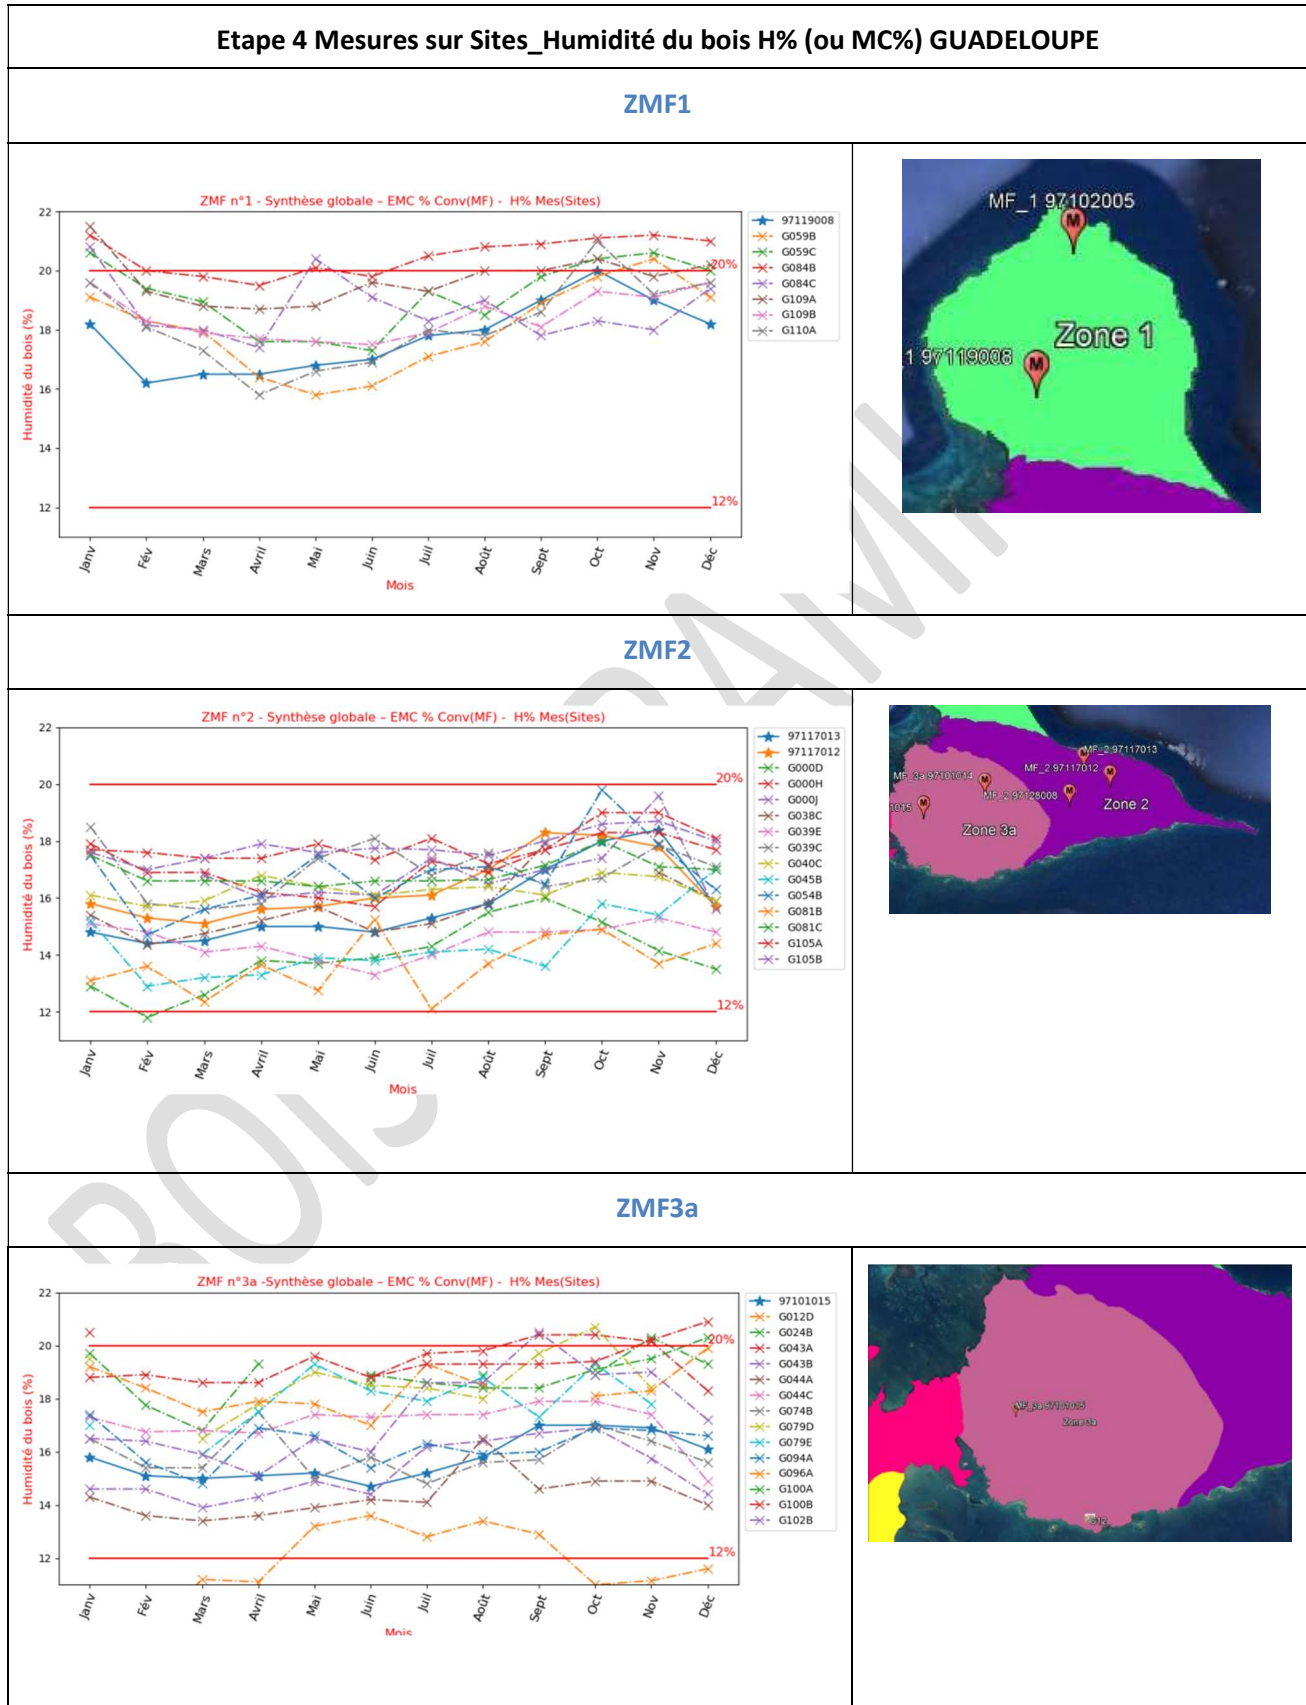 Etape 4 Mesures sur Sites_Humidité du bois H% (ou MC%) GUADELOUPE
ZMF1
ZMF n°1 - Synthèse globale – EMC % Conv(MF) - H% Mes(Sites)
Humidité du bois (%)
22
20
18
16
14
12
20%
12%
Janv
Fév
Mars
Avril
Mai
Juin
Juil
Août
Sept
Oct
Nov
Déc
Mois
97119008
G059B
G059C
G084B
G084C
G109A
G109B
G110A
MF_1 97102005
M
Zone 1
1 97119008
M
ZMF2
ZMF n°2 - Synthèse globale – EMC % Conv(MF) - H% Mes(Sites)
Humidité du bois (%)
22
20
18
16
14
12
20%
12%
Janv
Fév
Mars
Avril
Mai
Juin
Juil
Août
Sept
Oct
Nov
Déc
Mois
97117013
97117012
G000D
G000H
G000J
G038C
G039E
G039C
G040C
G045B
G054B
G081B
G081C
G105A
G105B
MF_2 97117013
MF_2 97117012
MF_3a 97101014
MF_2 97128008
1015
Zone 2
Zone 3a
ZMF3a
ZMF n°3a -Synthèse globale – EMC % Conv(MF) - H% Mes(Sites)
Humidité du bois (%)
22
20
18
16
14
12
20%
12%
Janv
Fév
Mars
Avril
Mai
Juin
Juil
Août
Sept
Oct
Nov
Déc
Mois
97101015
G012D
G024B
G043A
G043B
G044A
G044C
G074B
G079D
G079E
G094A
G096A
G100A
G100B
G102B
MF_3a 97101015
Zone 3a